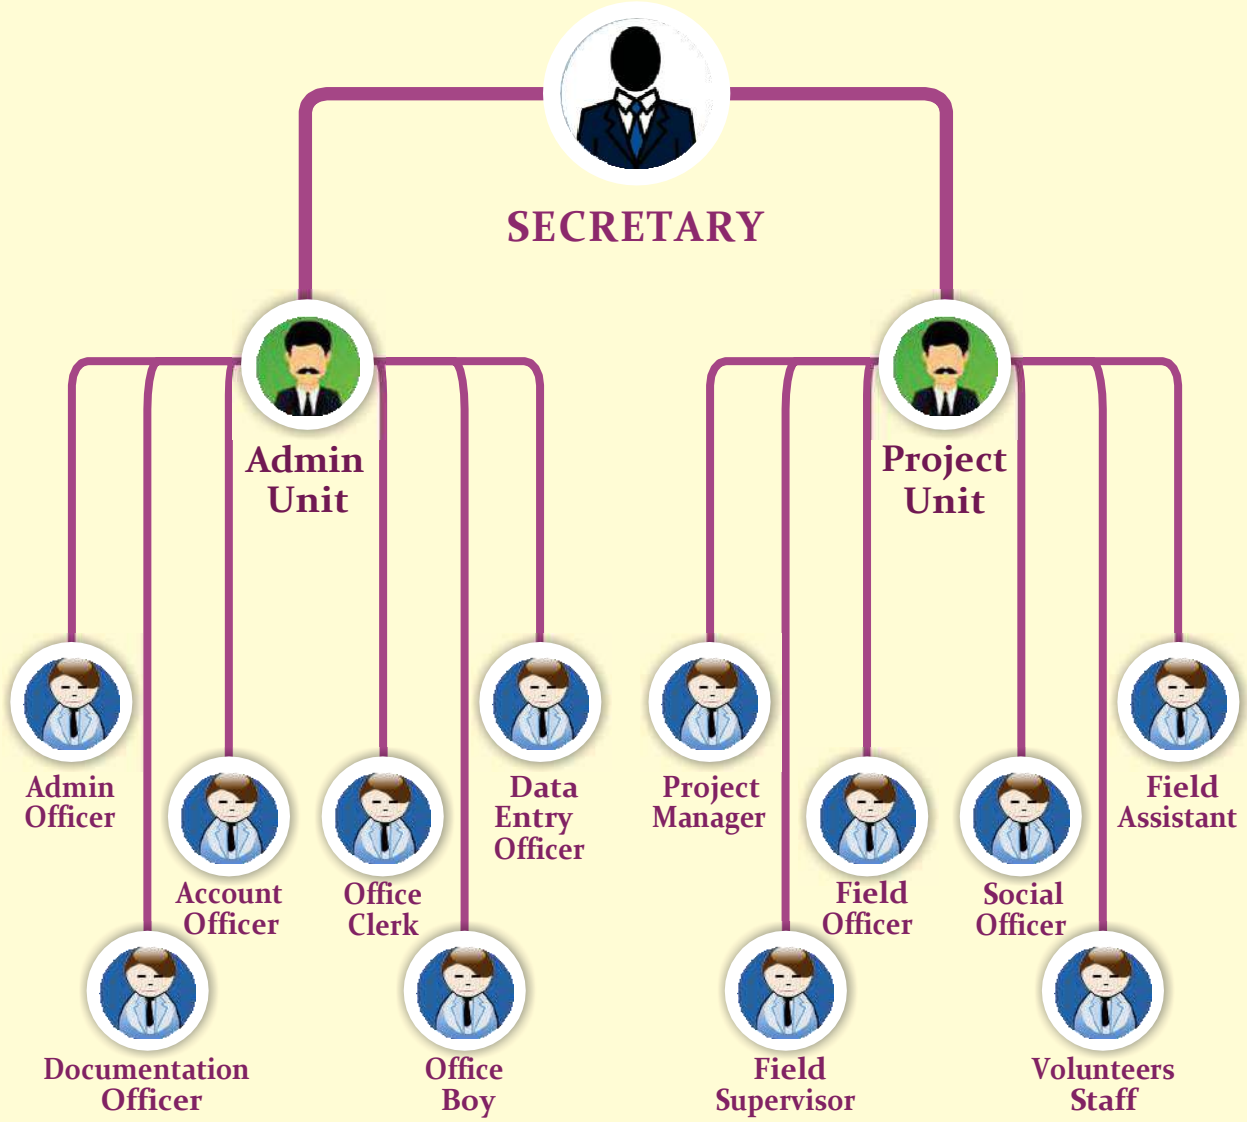 SECRETARY
Admin
Unit
Project
Unit
Admin
Officer
Data
Entry
Officer
Project
Manager
Field
Assistant
Account
Officer
Office
Clerk
Field
Officer
Social
Officer
Documentation
Officer
Office
Boy
Field
Supervisor
Volunteers
Staff